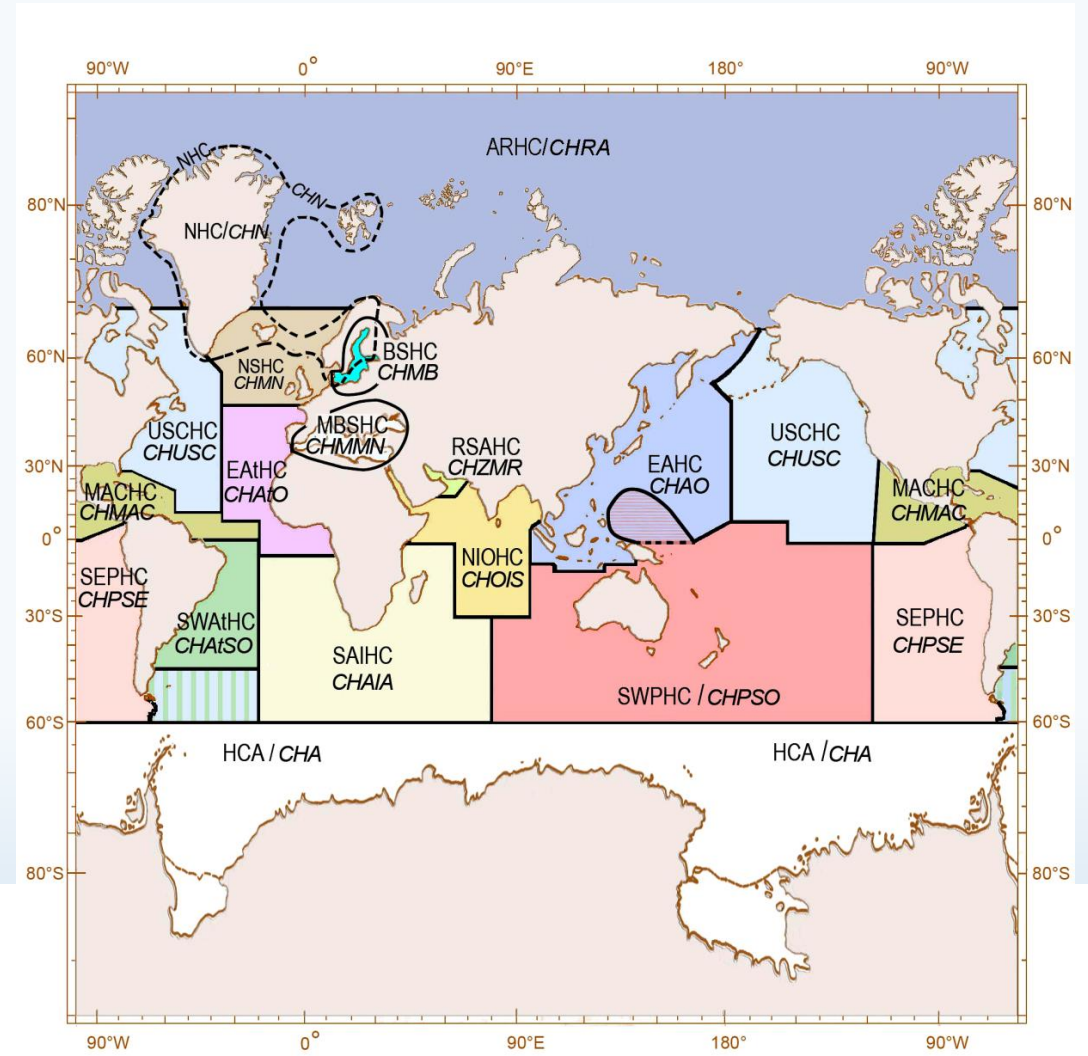 90°W 0° 90°E 180° 90°W
ARHC/CHRA
NHC
CHN
80°N 80°N
NHC/CHN
60°N 60°N
BSHC
CHMB
NSHC
CHMN
MBSHC
CHMMN
USCHC
CHUSC
USCHC
CHUSC
RSAHC
CHZMR
EAHC
CHAO
30°N 30°N
EAtHC
CHAtO
MACHC
CHMAC
MACHC
CHMAC
0° 0°
NIOHC
CHOIS
SEPHC
CHPSE
30°S 30°S
SWAtHC
CHAtSO
SEPHC
CHPSE
SAIHC
CHAIA
SWPHC / CHPSO
60°S 60°S
HCA / CHA HCA / CHA
80°S 80°S
90°W 0° 90°E 180° 90°W